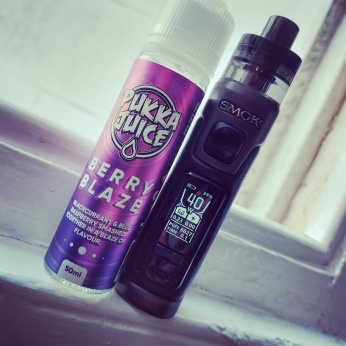 PUKKA
JUICE
BERRY
BLAZE
BLACKCURRANT & BLUE
RASPBERRY SMASHED
TOGETHER IN A BLAZE OF
FLAVOUR.
50ml
SMOK
40
W